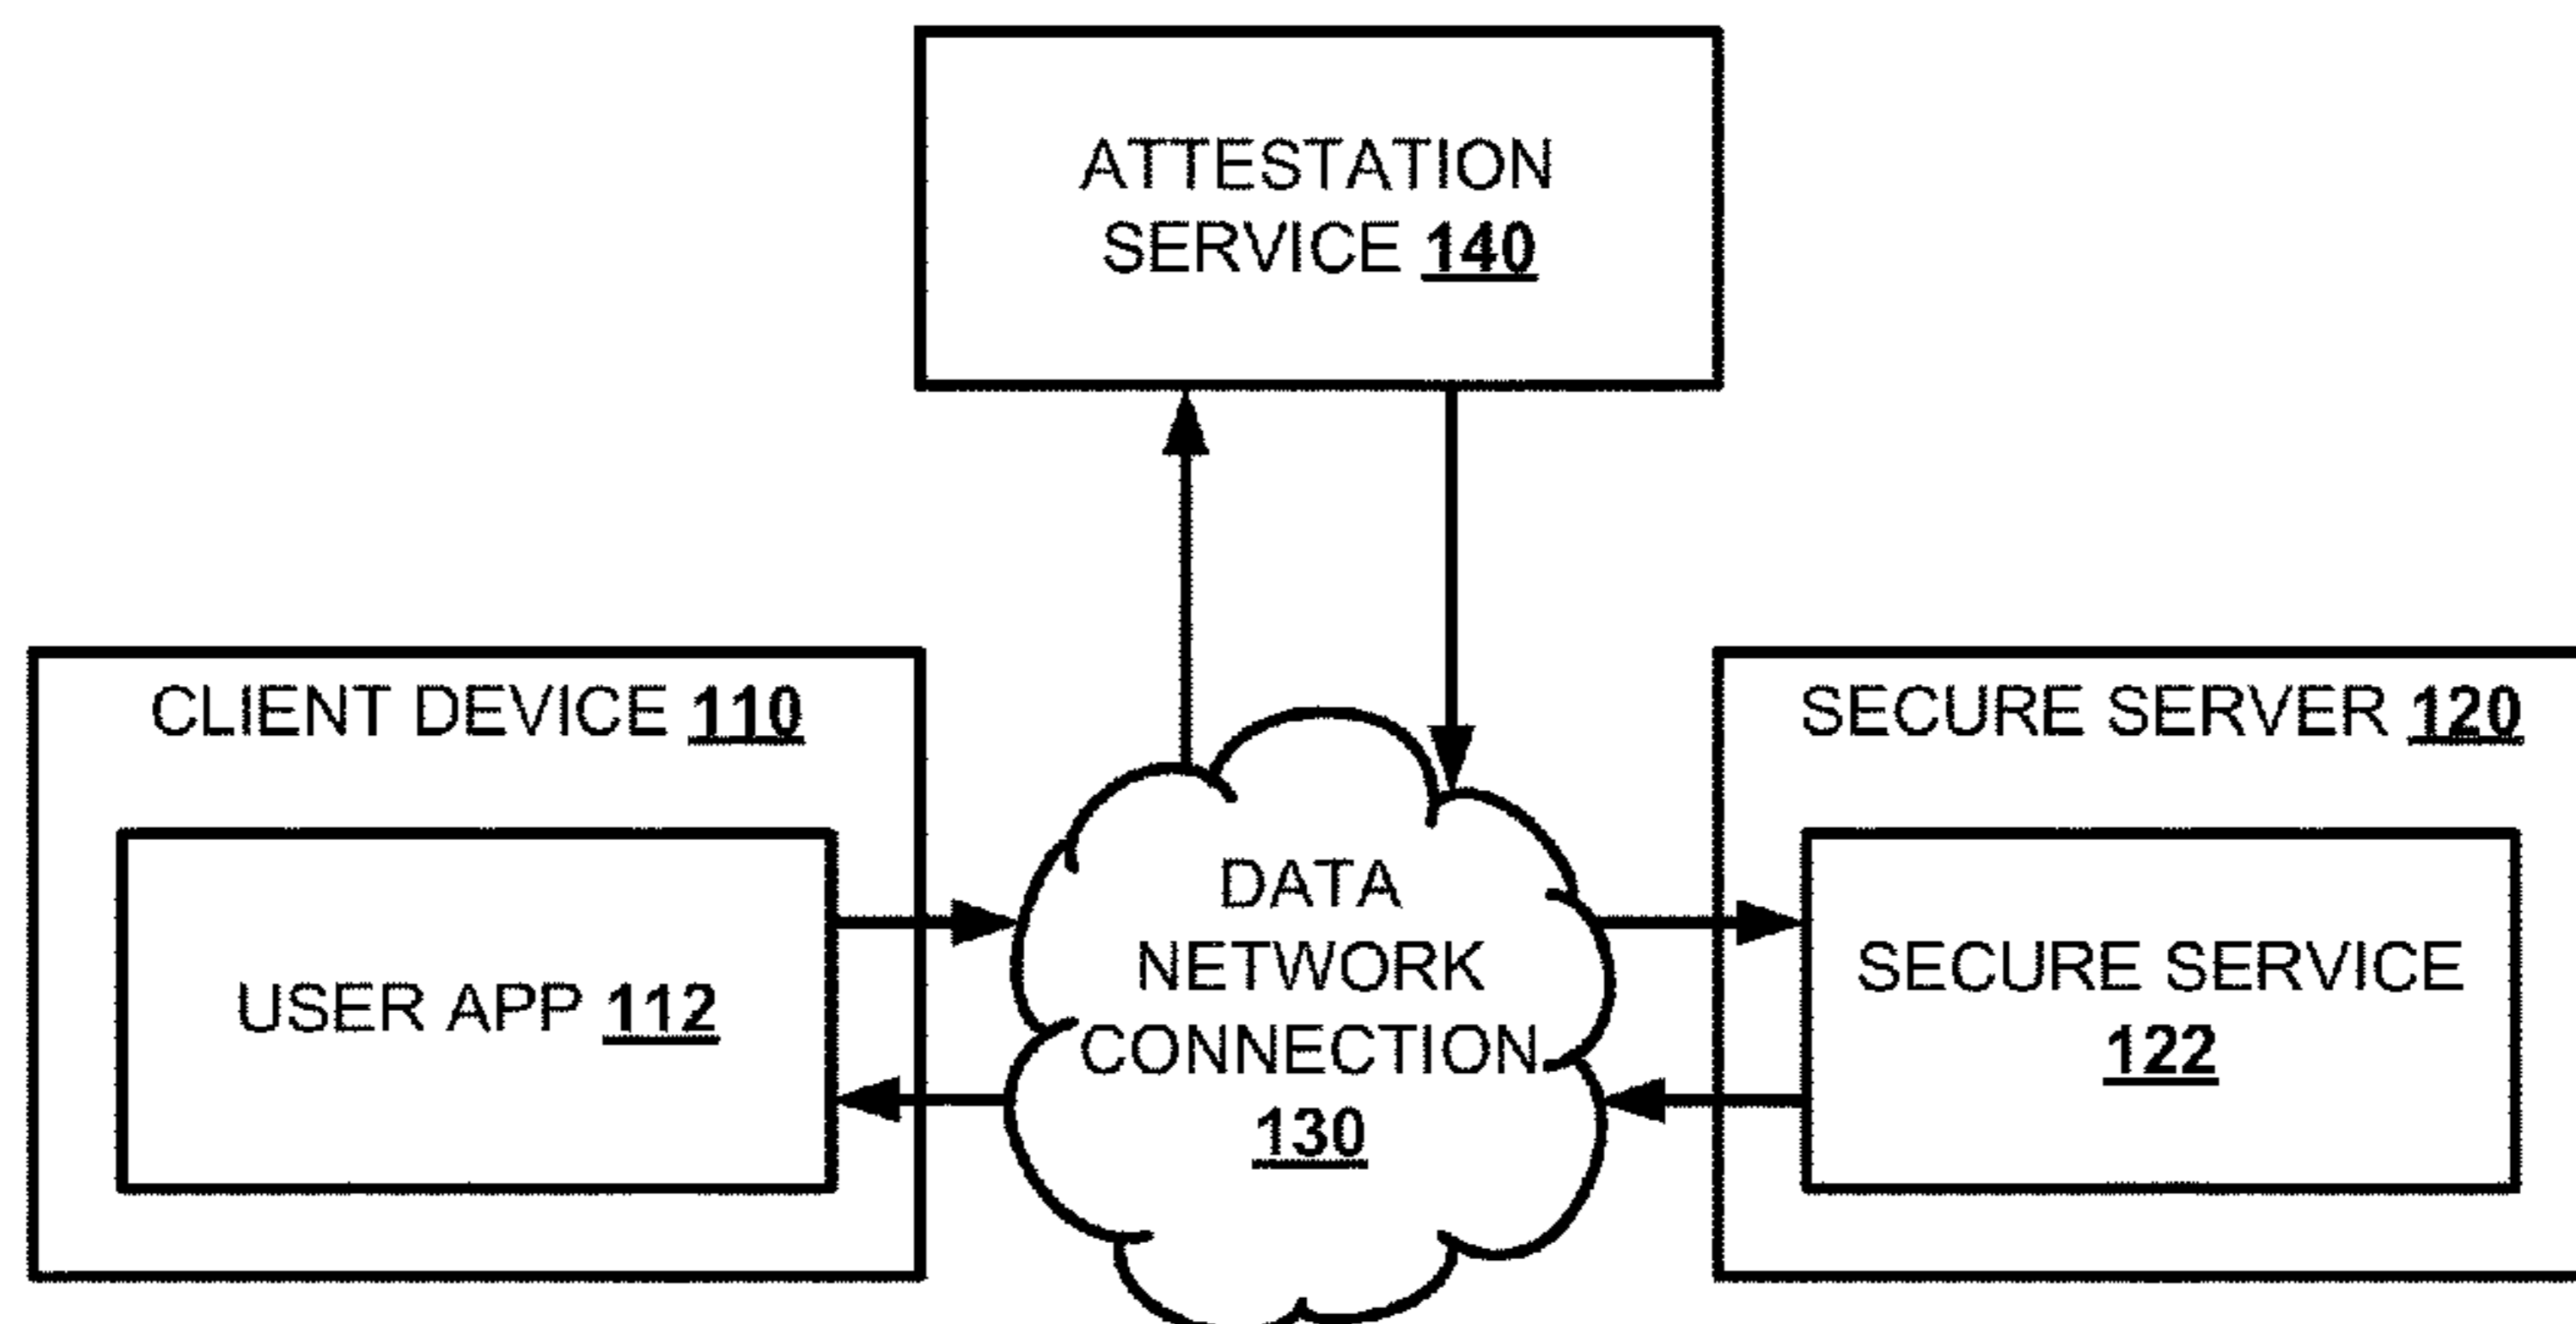 ATTESTATION
SERVICE 140
CLIENT DEVICE 110
USER APP 112
DATA
NETWORK
CONNECTION
130
SECURE SERVER 120
SECURE SERVICE
122